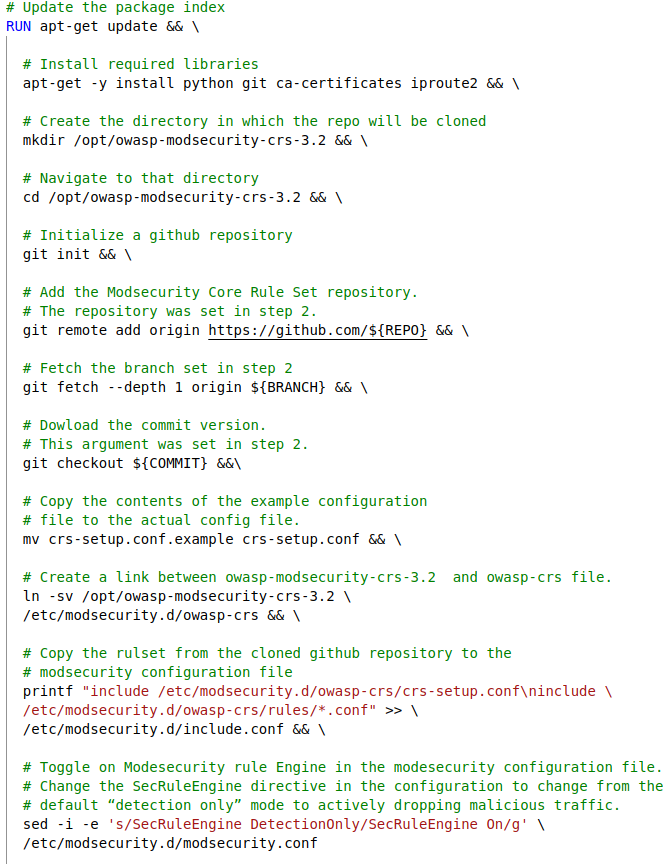 # Update the package index
RUN apt-get update && \
# Install required libraries
apt-get -y install python git ca-certificates iproute2 && \
# Create the directory in which the repo will be cloned
mkdir /opt/owasp-modsecurity-crs-3.2 && \
# Navigate to that directory
cd /opt/owasp-modsecurity-crs-3.2 && \
# Initialize a github repository
git init && \
# Add the Modsecurity Core Rule Set repository.
# The repository was set in step 2.
git remote add origin https://github.com/${REPO} && \
# Fetch the branch set in step 2
git fetch --depth 1 origin ${BRANCH} && \
# Dowload the commit version.
# This argument was set in step 2.
git checkout ${COMMIT} &&\
# Copy the contents of the example configuration
# file to the actual config file.
mv crs-setup.conf.example crs-setup.conf && \
# Create a link between owasp-modsecurity-crs-3.2  and owasp-crs file.
ln -sv /opt/owasp-modsecurity-crs-3.2 \
/etc/modsecurity.d/owasp-crs && \
# Copy the rulset from the cloned github repository to the
# modsecurity configuration file
printf "include /etc/modsecurity.d/owasp-crs/crs-setup.conf\ninclude \
/etc/modsecurity.d/owasp-crs/rules/*.conf" >> \
/etc/modsecurity.d/include.conf && \
# Toggle on Modesecurity rule Engine in the modesecurity configuration file.
# Change the SecRuleEngine directive in the configuration to change from the
# default “detection only” mode to actively dropping malicious traffic.
sed -i -e 's/SecRuleEngine DetectionOnly/SecRuleEngine On/g' \
/etc/modsecurity.d/modsecurity.conf